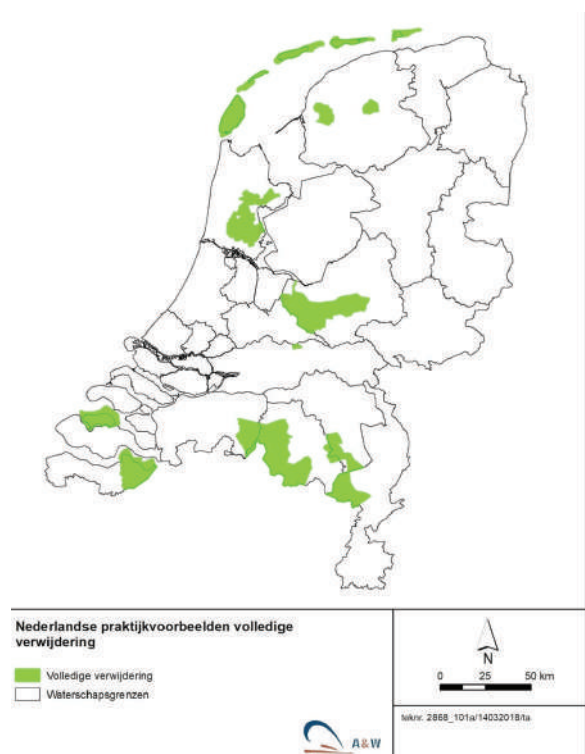 Nederlandse praktijkvoorbeelden volledige
verwijdering
Volledige verwijdering
Waterschapsgrenzen
N
0 25 50 km
teknr. 2868_101a/14032018/ta
A&W